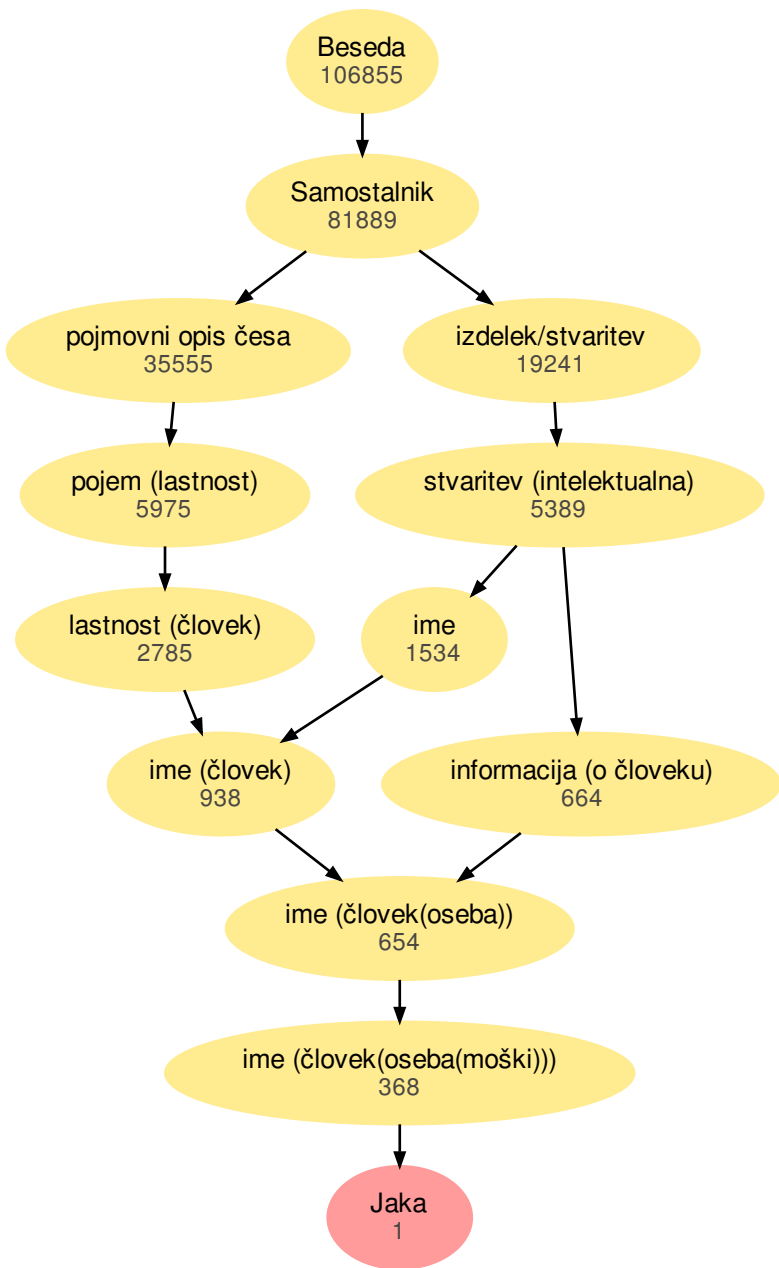 Beseda
106855
Samostalnik
81889
pojmovni opis česa
35555
izdelek/stvaritev
19241
pojem (lastnost)
5975
stvaritev (intelektualna)
5389
lastnost (človek)
2785
ime
1534
ime (človek)
938
informacija (o človeku)
664
ime (človek(oseba))
654
ime (človek(oseba(moški)))
368
Jaka
1